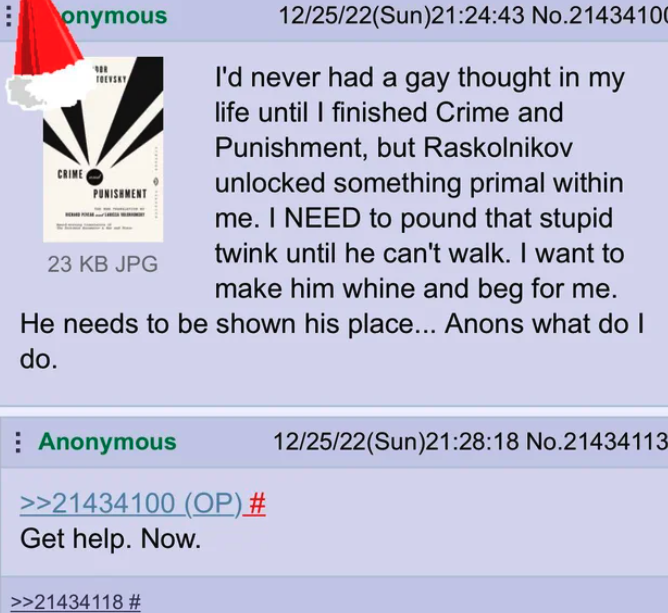 onymous
12/25/22(Sun)21:24:43 No.2143410
TOEVSKY
CRIME and
PUNISHMENT
23 KB JPG
I'd never had a gay thought in my
life until I finished Crime and
Punishment, but Raskolnikov
unlocked something primal within
me. I NEED to pound that stupid
twink until he can't walk. I want to
make him whine and beg for me.
He needs to be shown his place... Anons what do I
do.
Anonymous
12/25/22(Sun)21:28:18 No.21434113
>>21434100 (OP) #
Get help. Now.
>>21434118 #